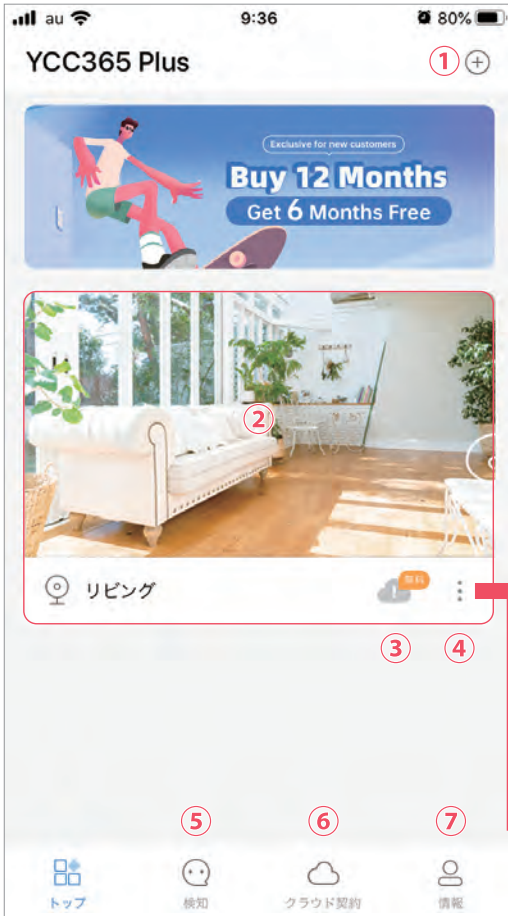 au 9:36 80%
YCC365 Plus ① +
Exclusive for new customers
Buy 12 Months
Get 6 Months Free
②
リビング ! 無料
③ ④
⑤ ⑥ ⑦
トップ 検知 クラウド契約 情報